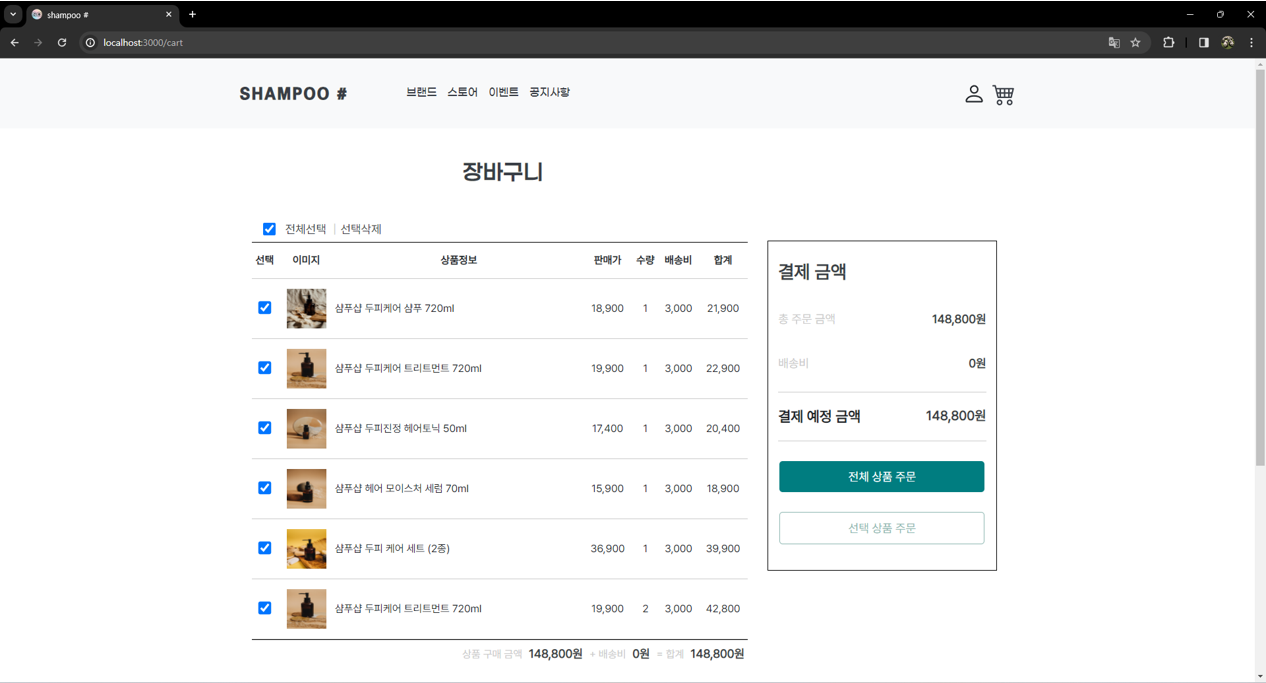 shampoo #
localhost:3000/cart
SHAMPOO # 브랜드 스토어 이벤트 공지사항
장바구니
전체선택 | 선택삭제
선택 이미지 상품정보 판매가 수량 배송비 합계
샴푸샵 두피케어 샴푸 720ml 18,900 1 3,000 21,900
샴푸샵 두피케어 트리트먼트 720ml 19,900 1 3,000 22,900
샴푸샵 두피진정 헤어토닉 50ml 17,400 1 3,000 20,400
샴푸샵 헤어 모이스처 세럼 70ml 15,900 1 3,000 18,900
샴푸샵 두피 케어 세트 (2종) 36,900 1 3,000 39,900
샴푸샵 두피케어 트리트먼트 720ml 19,900 2 3,000 42,800
상품 구매 금액 148,800원 + 배송비 0원 = 합계 148,800원
결제 금액
총 주문 금액 148,800원
배송비 0원
결제 예정 금액 148,800원
전체 상품 주문
선택 상품 주문